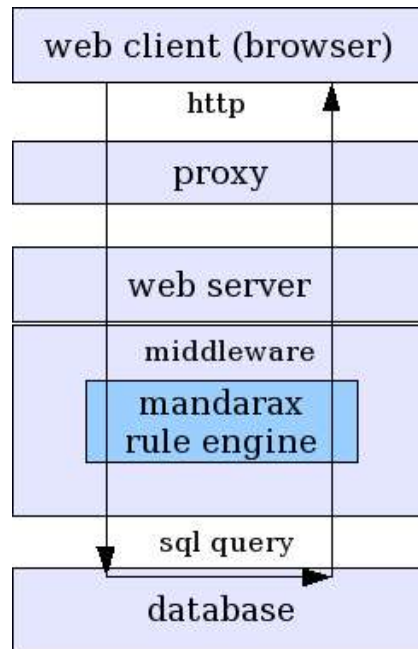 web client (browser)
http
proxy
web server
middleware
mandarax
rule engine
sql query
database